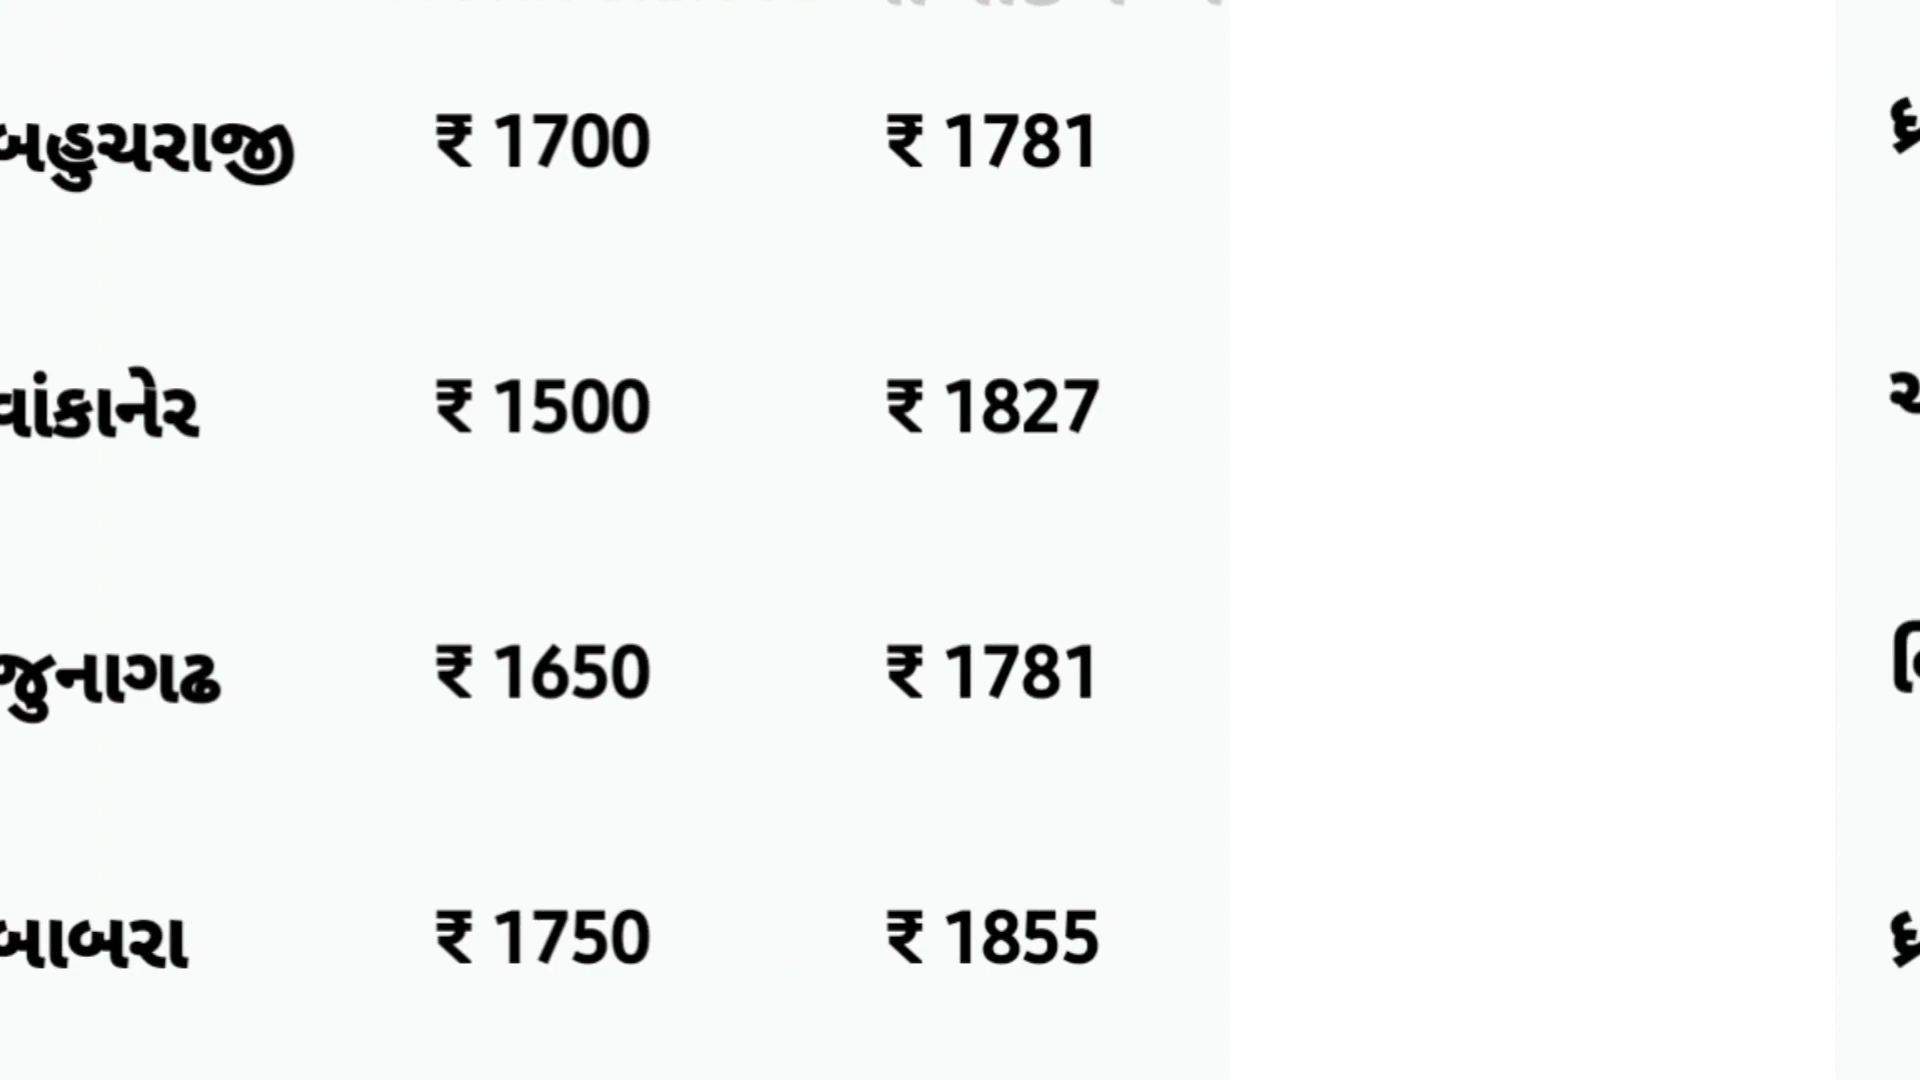 બહુચરાજી ₹ 1700 ₹ 1781
વાંકાનેર ₹ 1500 ₹ 1827
જુનાગઢ ₹ 1650 ₹ 1781
બાબરા ₹ 1750 ₹ 1855